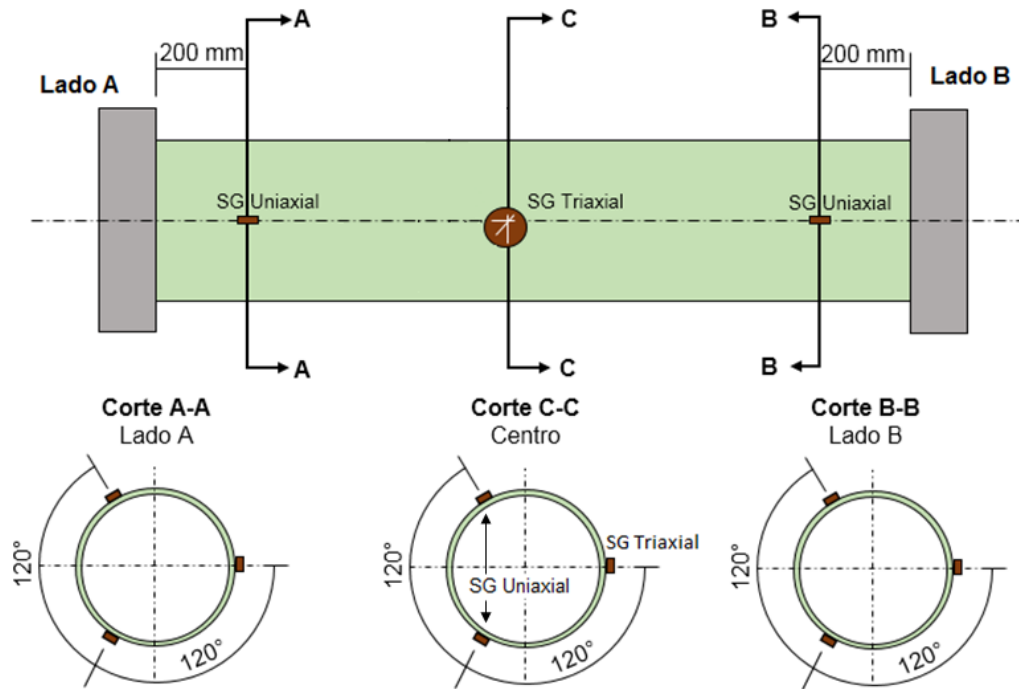 A
C
B
200 mm
200 mm
Lado A
Lado B
SG Uniaxial
SG Triaxial
SG Uniaxial
A
C
B
Corte A-A
Lado A
Corte C-C
Centro
Corte B-B
Lado B
120°
120°
120°
SG Uniaxial
SG Triaxial
120°
120°
120°